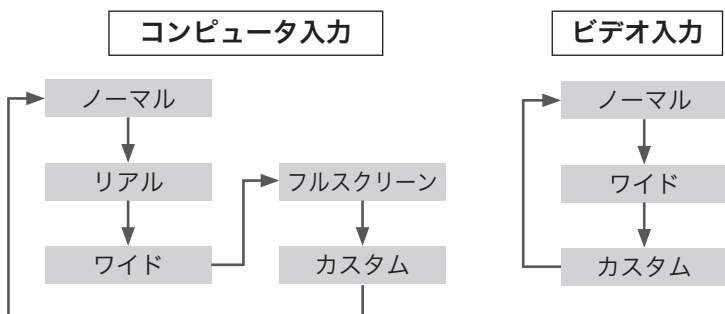 コンピュータ入力
ノーマル
リアル
ワイド
フルスクリーン
カスタム
ビデオ入力
ノーマル
ワイド
カスタム